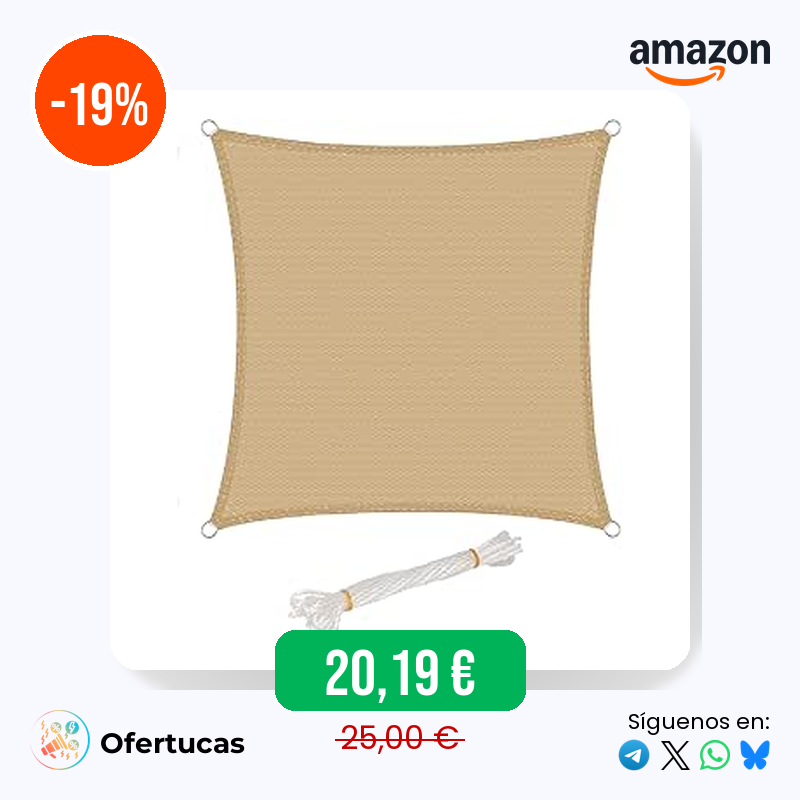 -19%
amazon
20,19 €
25,00 €
Ofertucas
Síguenos en: